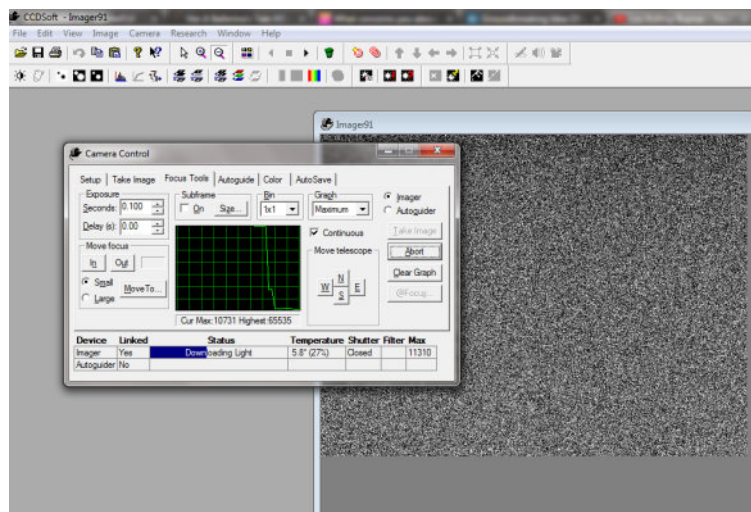 CCDSoft - Imager91
File Edit View Image Camera Research Window Help
Imager91
Camera Control
Setup Take Image Focus Tools Autoguide Color AutoSave
Exposure Subframe Bin Graph Imager
Seconds: 0.100 On Size... 1x1 Maximum Autoguider
Delay (s): 0.00 Continuous Take Image
Move focus Move telescope Abort
In Out N Clear Graph
Small MoveTo... W E @Focus...
Large S
Cur Max:10731 Highest:65535
Device Linked Status Temperature Shutter Filter Max
Imager Yes Downloading Light 5.8° (27%) Closed 11310
Autoguider No